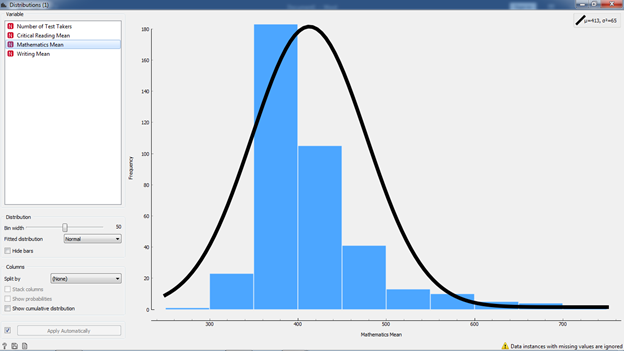 Distributions (1)
Variable
Number of Test Takers
Critical Reading Mean
Mathematics Mean
Writing Mean
Distribution
Bin width
50
Fitted distribution
Normal
Hide bars
Columns
Split by
(None)
Stack columns
Show probabilities
Show cumulative distribution
Apply Automatically
?
μ=413, σ²=65
Frequency
180
160
140
120
100
80
60
40
20
0
300
400
500
600
700
Mathematics Mean
Data instances with missing values are ignored